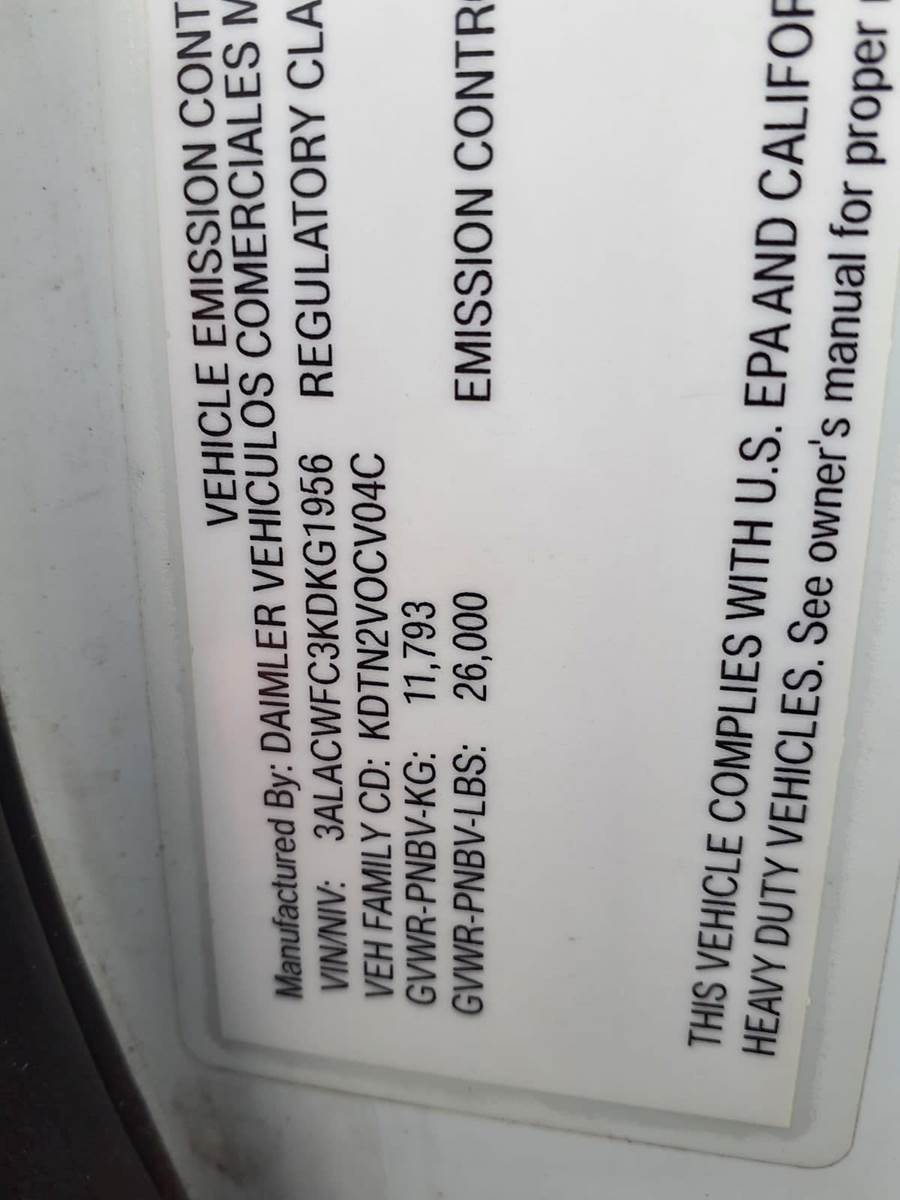 VEHICLE EMISSION CONT
Manufactured By: DAIMLER VEHICULOS COMERCIALES M
VIN/NIV: 3ALACWFC3KDKG1956 REGULATORY CLA
VEH FAMILY CD: KDTN2VOCV04C
GVWR-PNBV-KG: 11,793
GVWR-PNBV-LBS: 26,000 EMISSION CONTR
THIS VEHICLE COMPLIES WITH U.S. EPA AND CALIFOR
HEAVY DUTY VEHICLES. See owner's manual for proper